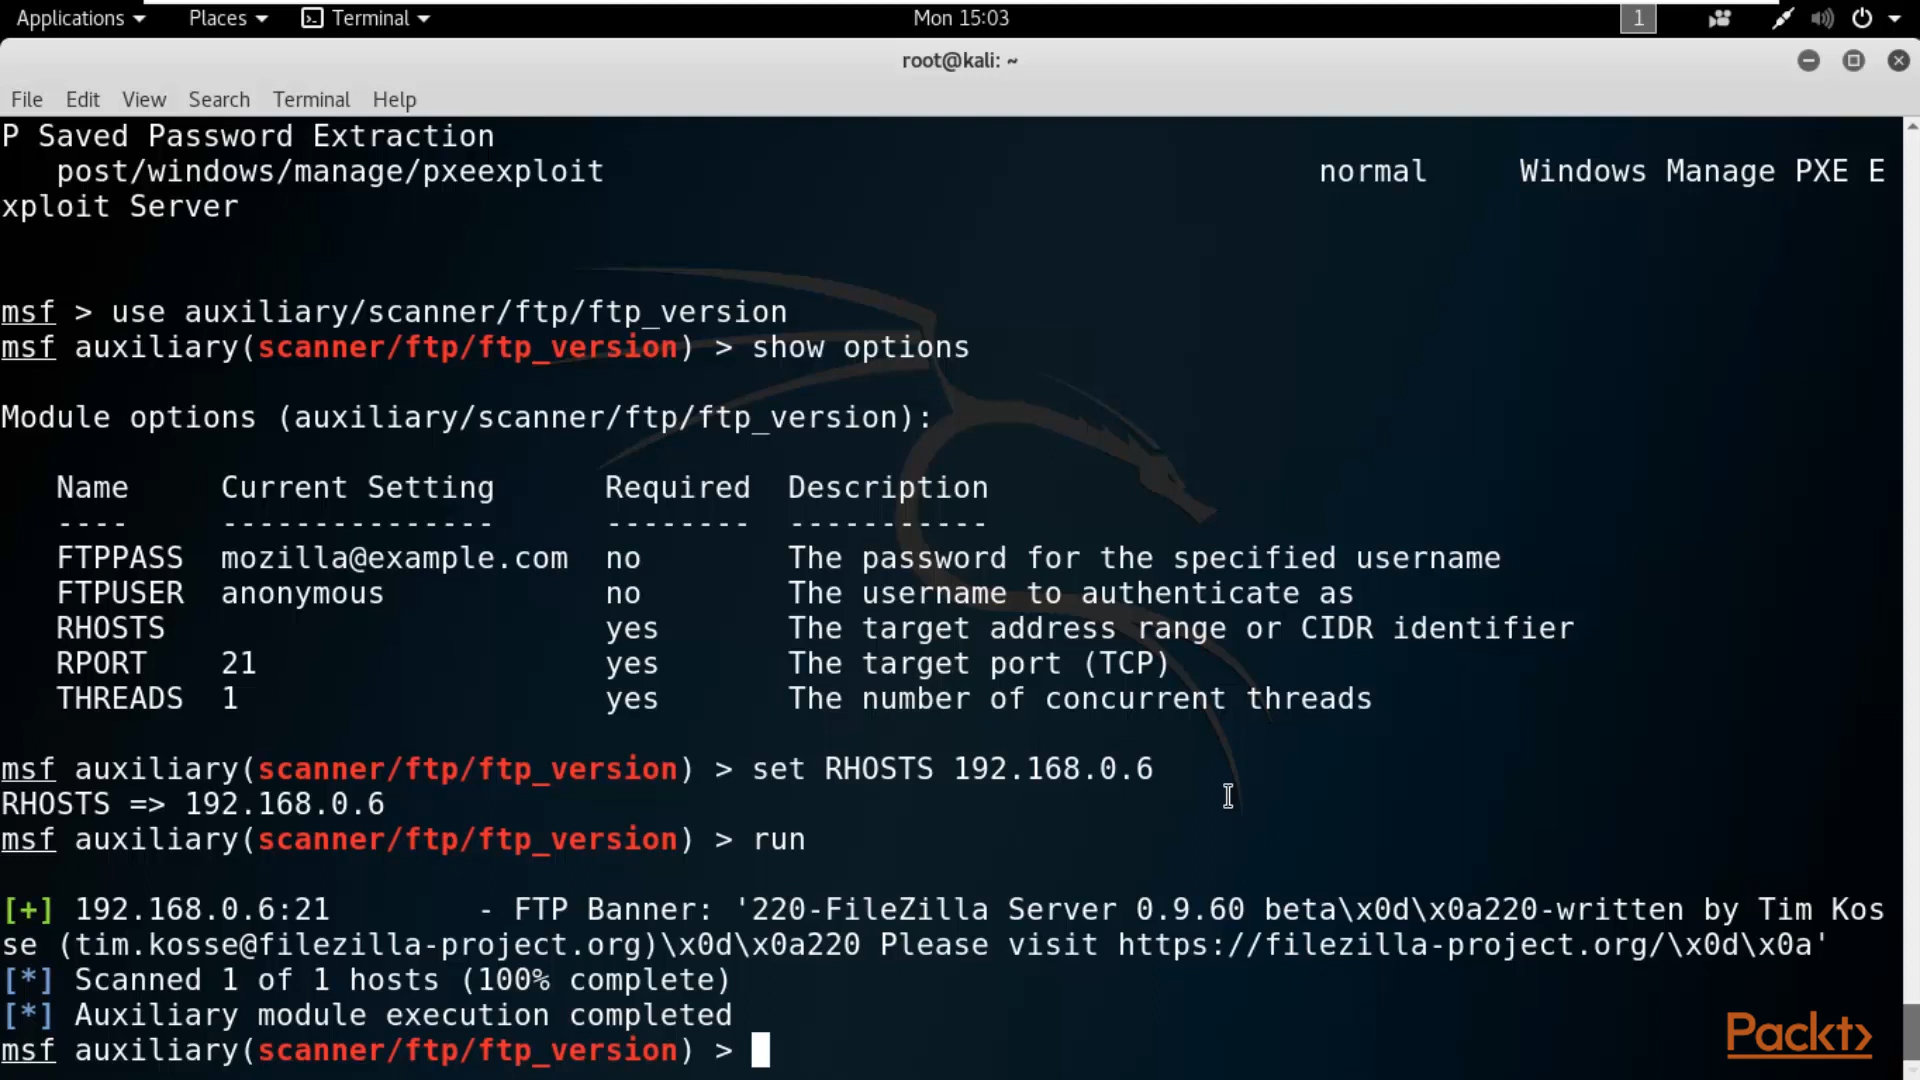 Applications Places Terminal Mon 15:03 1
root@kali: ~
File Edit View Search Terminal Help
P Saved Password Extraction
post/windows/manage/pxeexploit normal Windows Manage PXE E
xploit Server
msf > use auxiliary/scanner/ftp/ftp_version
msf auxiliary(scanner/ftp/ftp_version) > show options
Module options (auxiliary/scanner/ftp/ftp_version):
Name Current Setting Required Description
---- --------------- -------- -----------
FTPPASS mozilla@example.com no The password for the specified username
FTPUSER anonymous no The username to authenticate as
RHOSTS yes The target address range or CIDR identifier
RPORT 21 yes The target port (TCP)
THREADS 1 yes The number of concurrent threads
msf auxiliary(scanner/ftp/ftp_version) > set RHOSTS 192.168.0.6
RHOSTS => 192.168.0.6
msf auxiliary(scanner/ftp/ftp_version) > run
[+] 192.168.0.6:21 - FTP Banner: '220-FileZilla Server 0.9.60 beta\x0d\x0a220-written by Tim Kos
se (tim.kosse@filezilla-project.org)\x0d\x0a220 Please visit https://filezilla-project.org/\x0d\x0a'
[*] Scanned 1 of 1 hosts (100% complete)
[*] Auxiliary module execution completed
msf auxiliary(scanner/ftp/ftp_version) >
Packt>